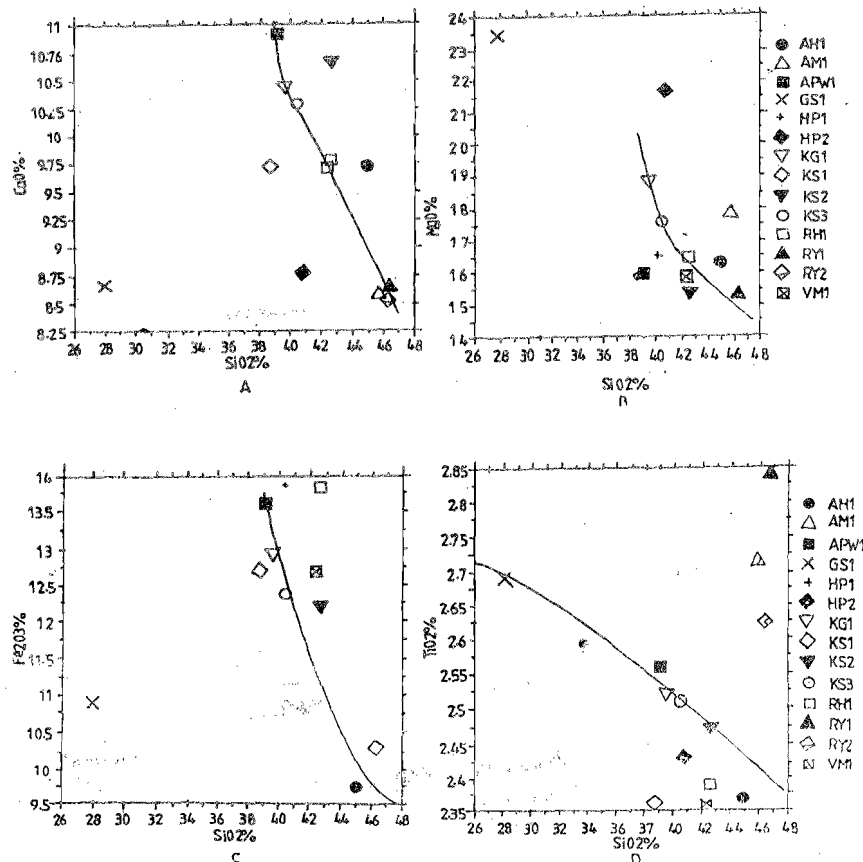 11
10.76
10.5
10.25
10
9.75
9.5
9.25
9
8.75
8.5
8.25
CaO%
26 28 30 32 34 36 38 40 42 44 46 48
SiO2%
A
24
23
22
21
20
19
18
17
16
15
14
MgO%
26 28 30 32 34 36 38 40 42 44 46 48
SiO2%
B
AH1
AM1
APW1
GS1
HP1
HP2
KG1
KS1
KS2
KS3
RH1
RY1
RY2
VM1
16
13.5
13
12.5
12
11.5
11
10.5
10
9.5
Fe2O3%
26 28 30 32 34 36 38 40 42 44 46 48
SiO2%
C
2.85
2.8
2.75
2.7
2.65
2.6
2.55
2.5
2.45
2.4
2.35
TiO2%
26 28 30 32 34 36 38 40 42 44 46 48
SiO2%
D
AH1
AM1
APW1
GS1
HP1
HP2
KG1
KS1
KS2
KS3
RH1
RY1
RY2
VM1